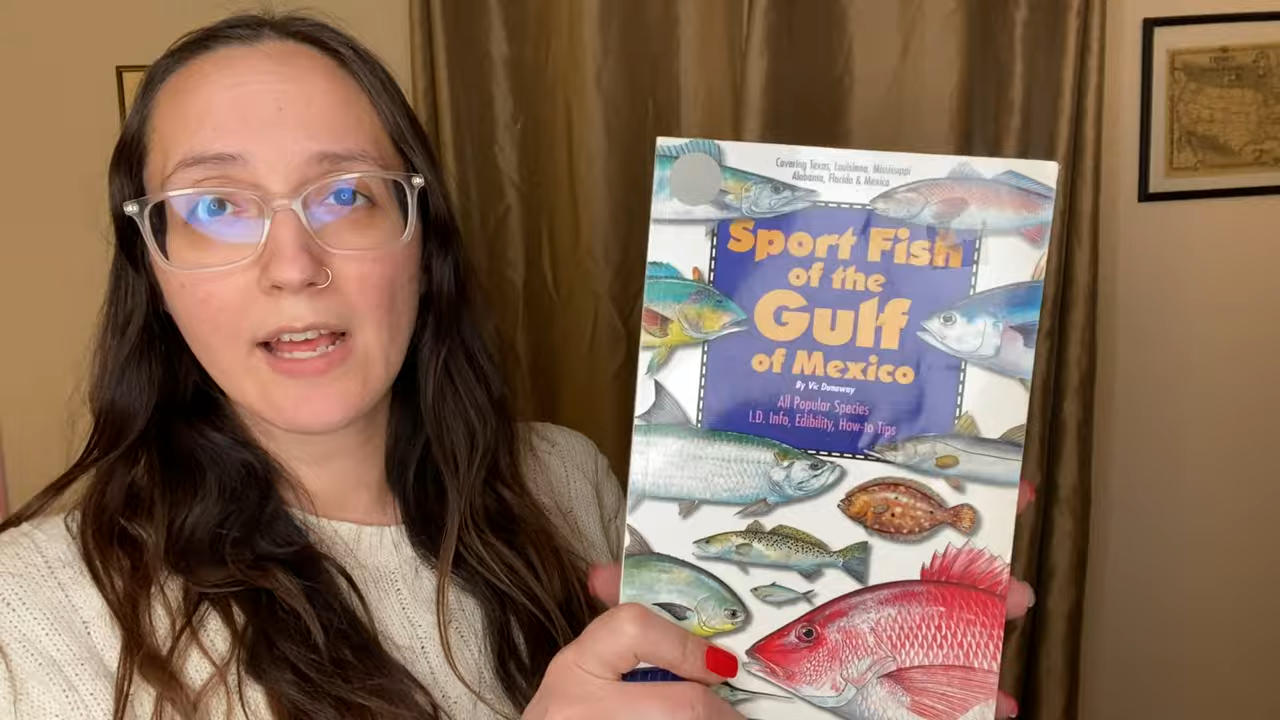 Covering Texas, Louisiana, Mississippi
Alabama, Florida & Mexico
Sport Fish
of the
Gulf
of Mexico
By Vic Dunaway
All Popular Species
I.D. Info, Edibility, How-to Tips